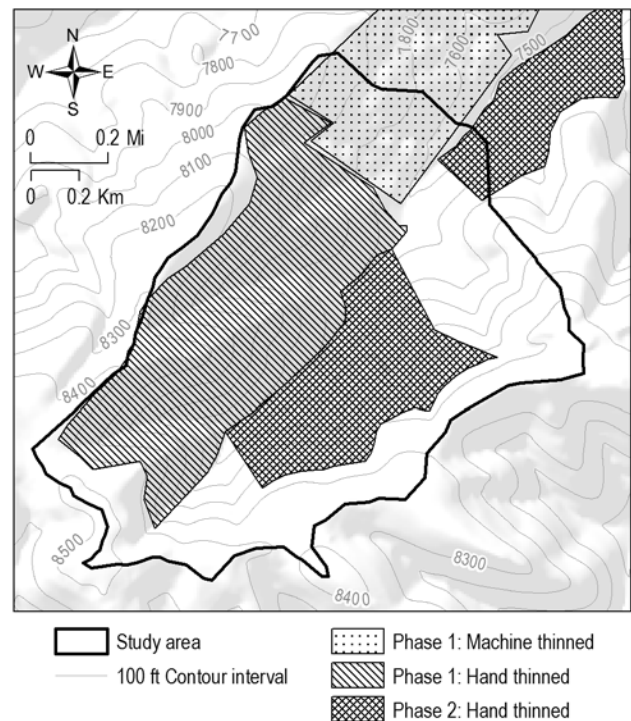 N
W E
S
0 0.2 Mi
0 0.2 Km
7700
7800
7900
8000
8100
8200
8300
8400
8500
7,800
7600
7500
8300
8400
Study area
100 ft Contour interval
Phase 1: Machine thinned
Phase 1: Hand thinned
Phase 2: Hand thinned